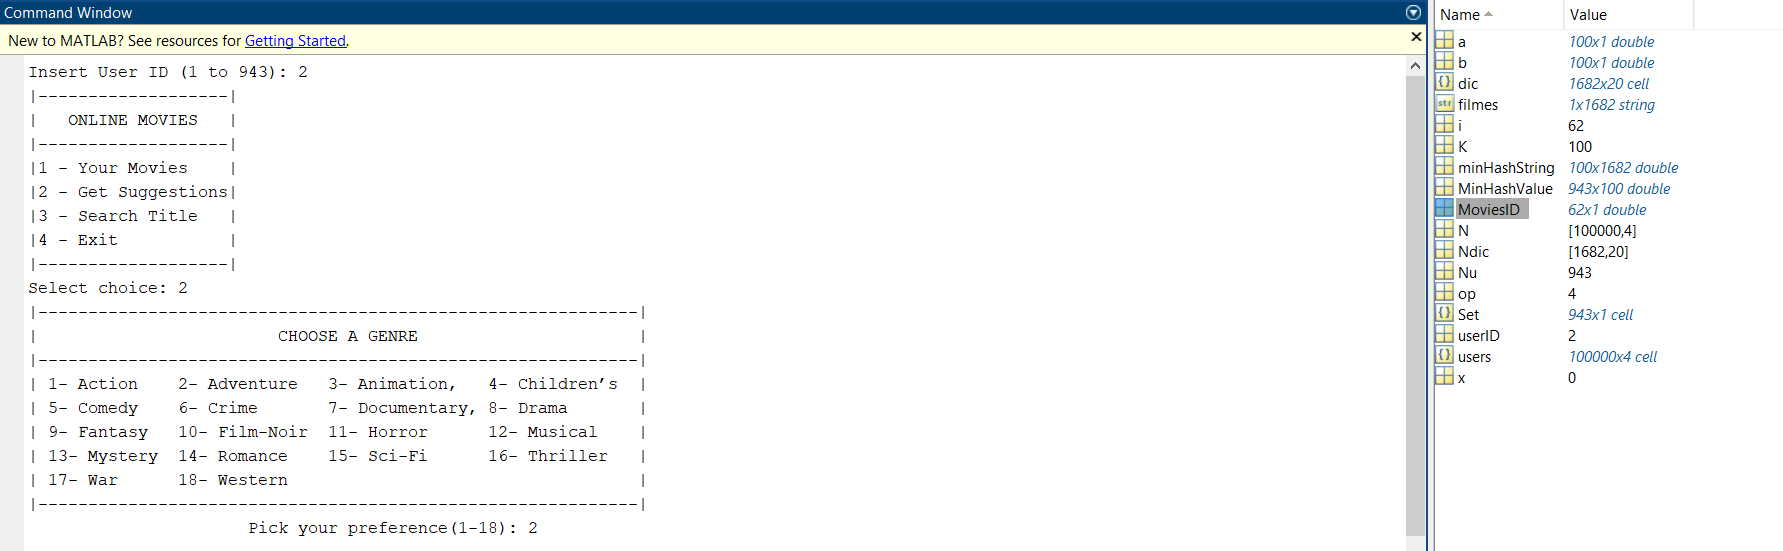 Command Window
New to MATLAB? See resources for Getting Started.
Insert User ID (1 to 943): 2
|-------------------|
|   ONLINE MOVIES   |
|-------------------|
|1 - Your Movies    |
|2 - Get Suggestions|
|3 - Search Title   |
|4 - Exit           |
|-------------------|
Select choice: 2
|------------------------------------------------------------|
|                        CHOOSE A GENRE                      |
|------------------------------------------------------------|
| 1- Action    2- Adventure   3- Animation,   4- Children’s  |
| 5- Comedy    6- Crime       7- Documentary, 8- Drama       |
| 9- Fantasy   10- Film-Noir  11- Horror      12- Musical    |
| 13- Mystery  14- Romance    15- Sci-Fi      16- Thriller   |
| 17- War      18- Western                                   |
|------------------------------------------------------------|
                      Pick your preference(1-18): 2
Name Value
a 100x1 double
b 100x1 double
dic 1682x20 cell
filmes 1x1682 string
i 62
K 100
minHashString 100x1682 double
MinHashValue 943x100 double
MoviesID 62x1 double
N [100000,4]
Ndic [1682,20]
Nu 943
op 4
Set 943x1 cell
userID 2
users 100000x4 cell
x 0